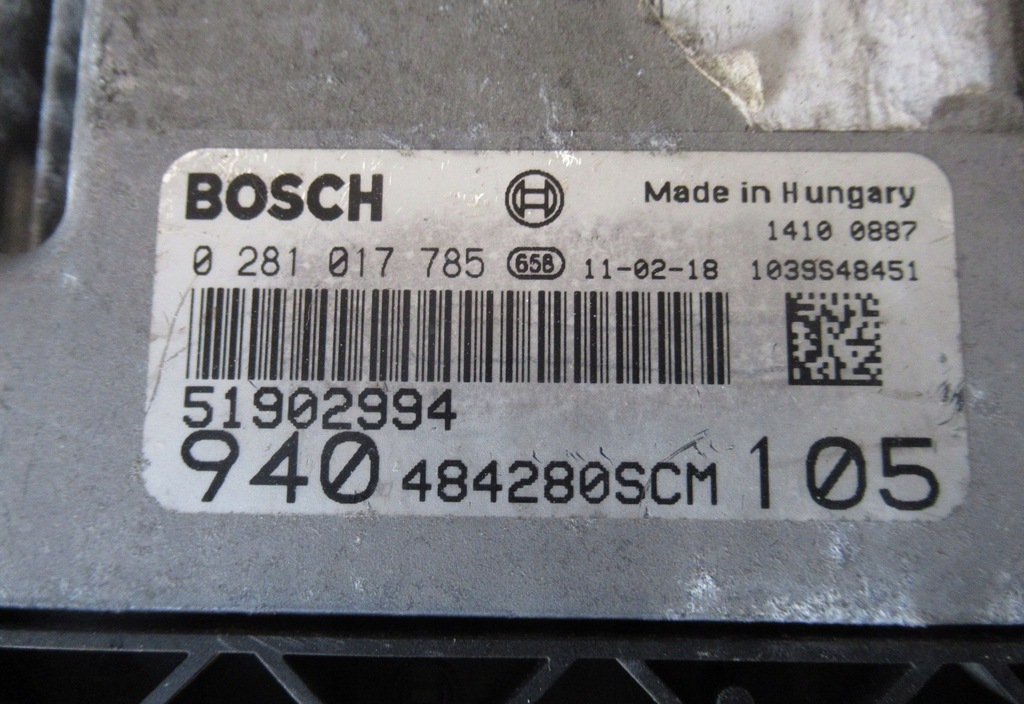 BOSCH
Made in Hungary
1410 0887
0 281 017 785 658 11-02-18 1039S48451
51902994
940 484280SCM 105